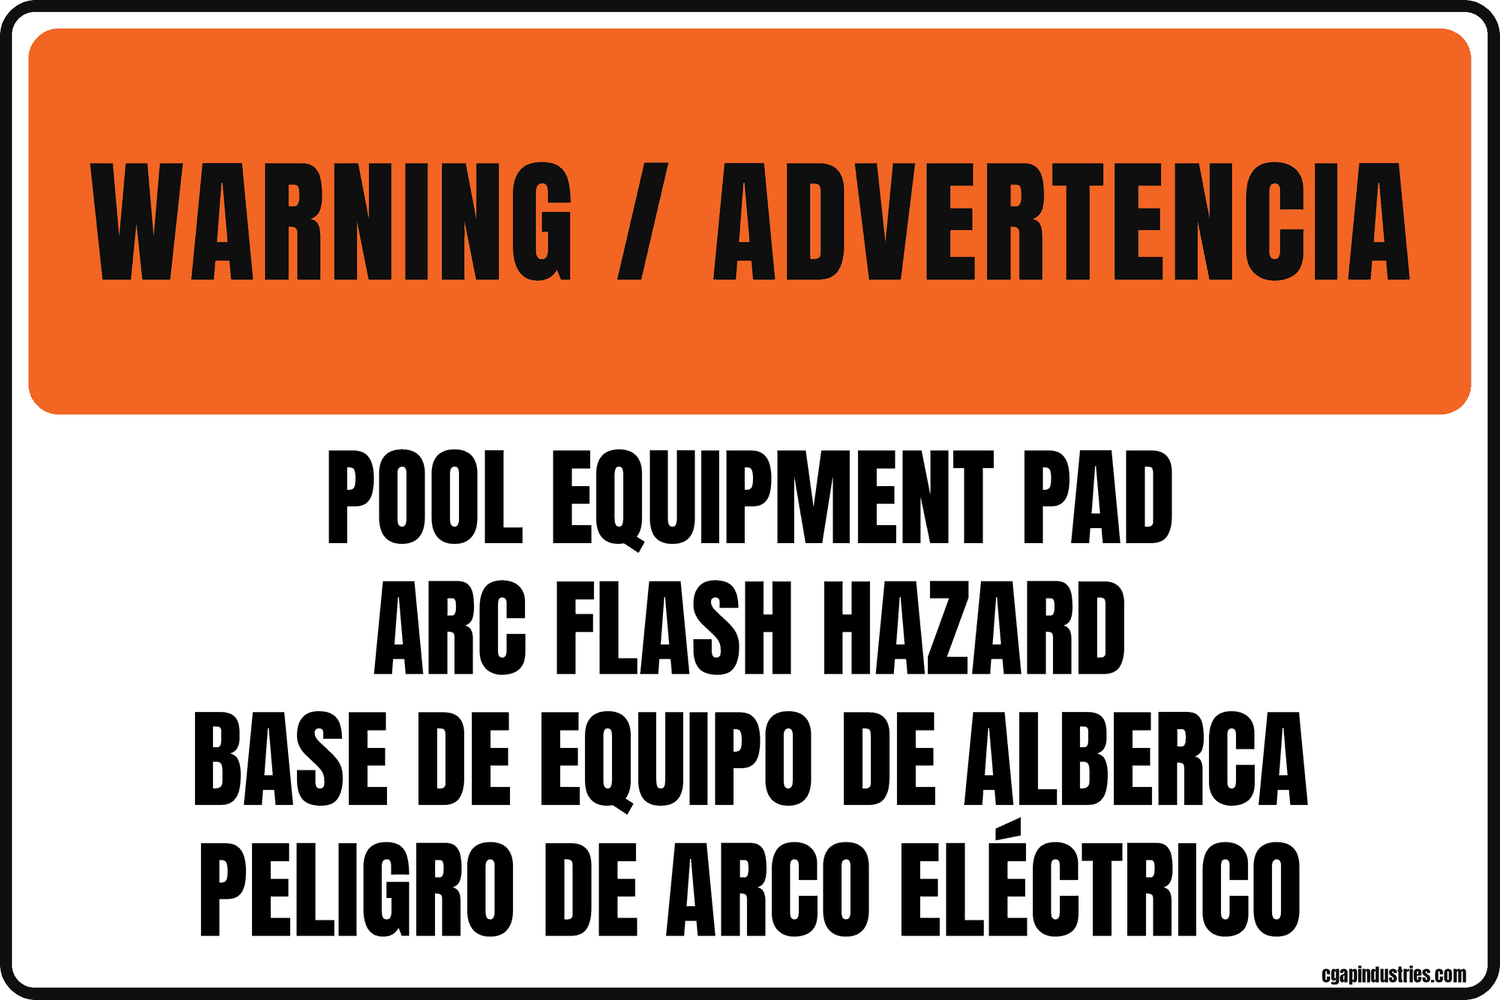 WARNING / ADVERTENCIA
POOL EQUIPMENT PAD
ARC FLASH HAZARD
BASE DE EQUIPO DE ALBERCA
PELIGRO DE ARCO ELÉCTRICO
cgapindustries.com